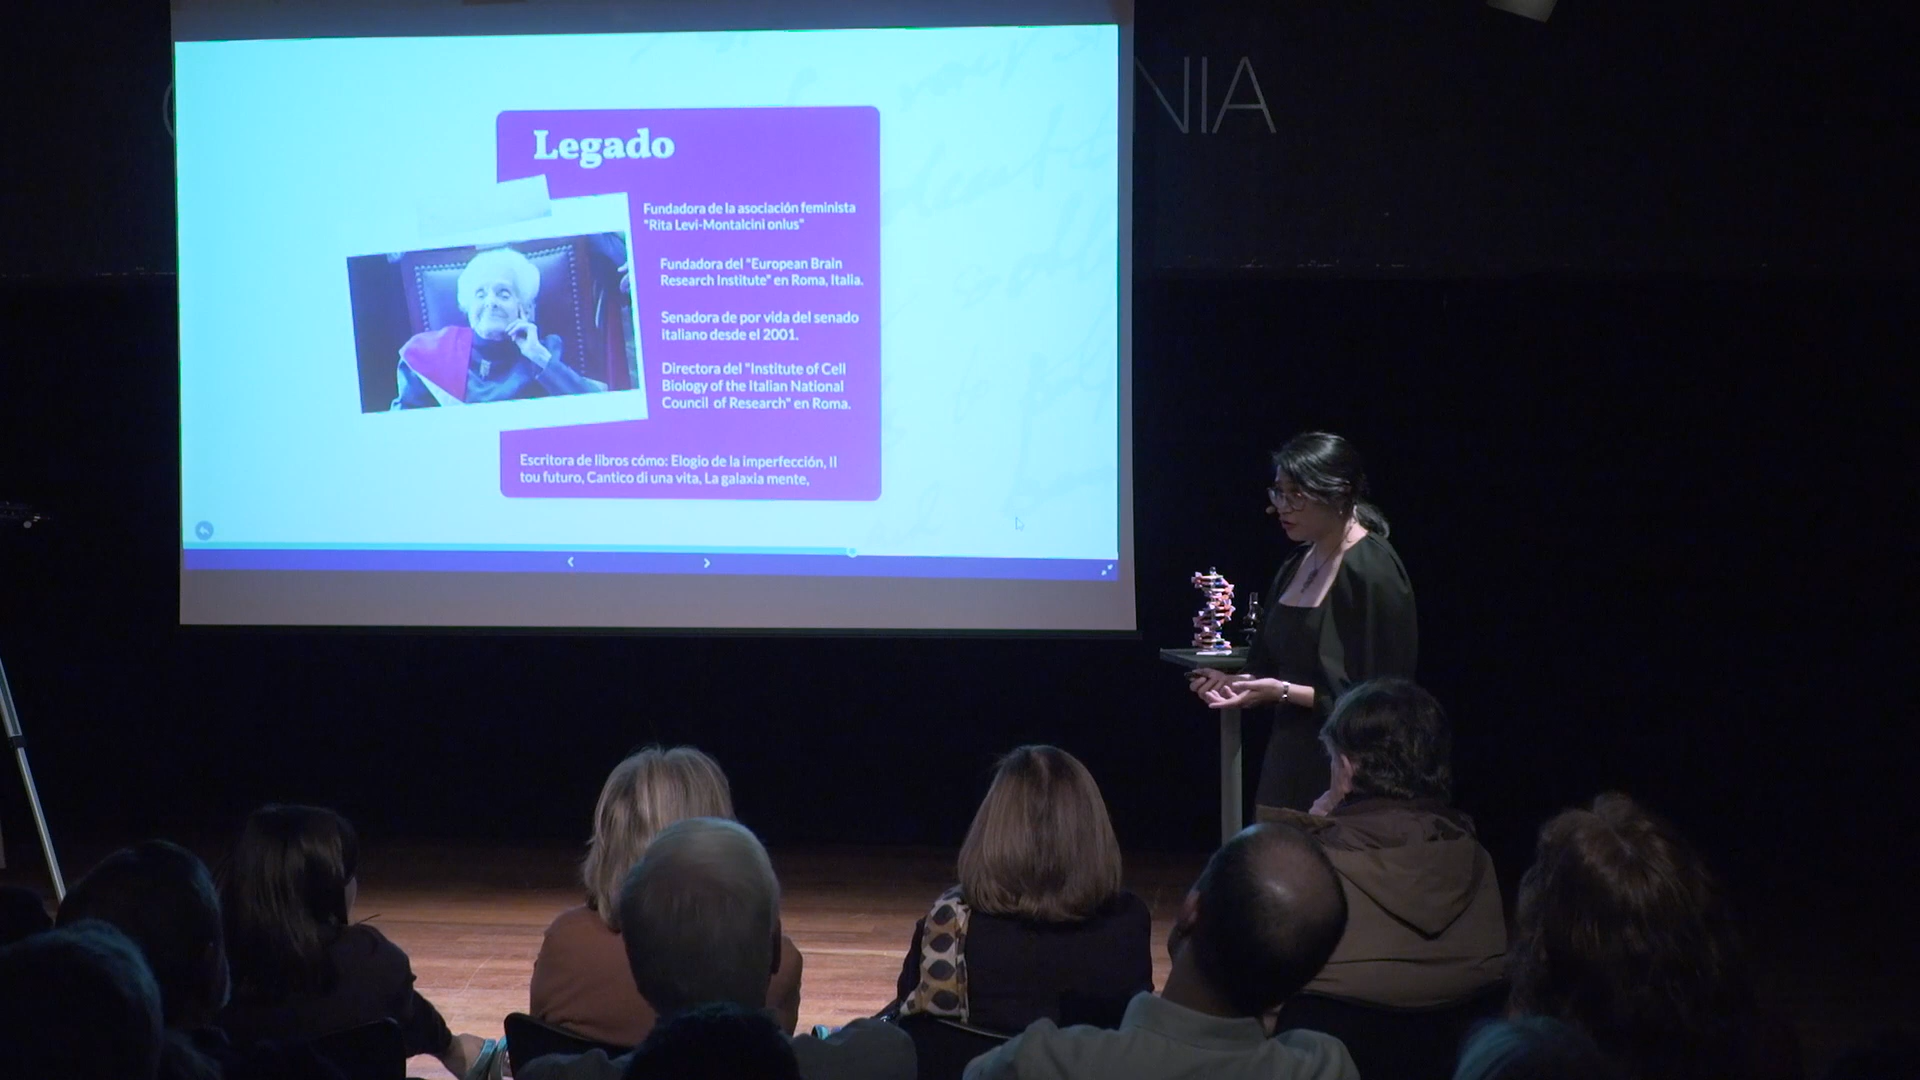 NIA
Legado
Fundadora de la asociación feminista
"Rita Levi-Montalcini onlus"
Fundadora del "European Brain
Research Institute" en Roma, Italia.
Senadora de por vida del senado
italiano desde el 2001.
Directora del "Institute of Cell
Biology of the Italian National
Council of Research" en Roma.
Escritora de libros cómo: Elogio de la imperfección, Il
tou futuro, Cantico di una vita, La galaxia mente,